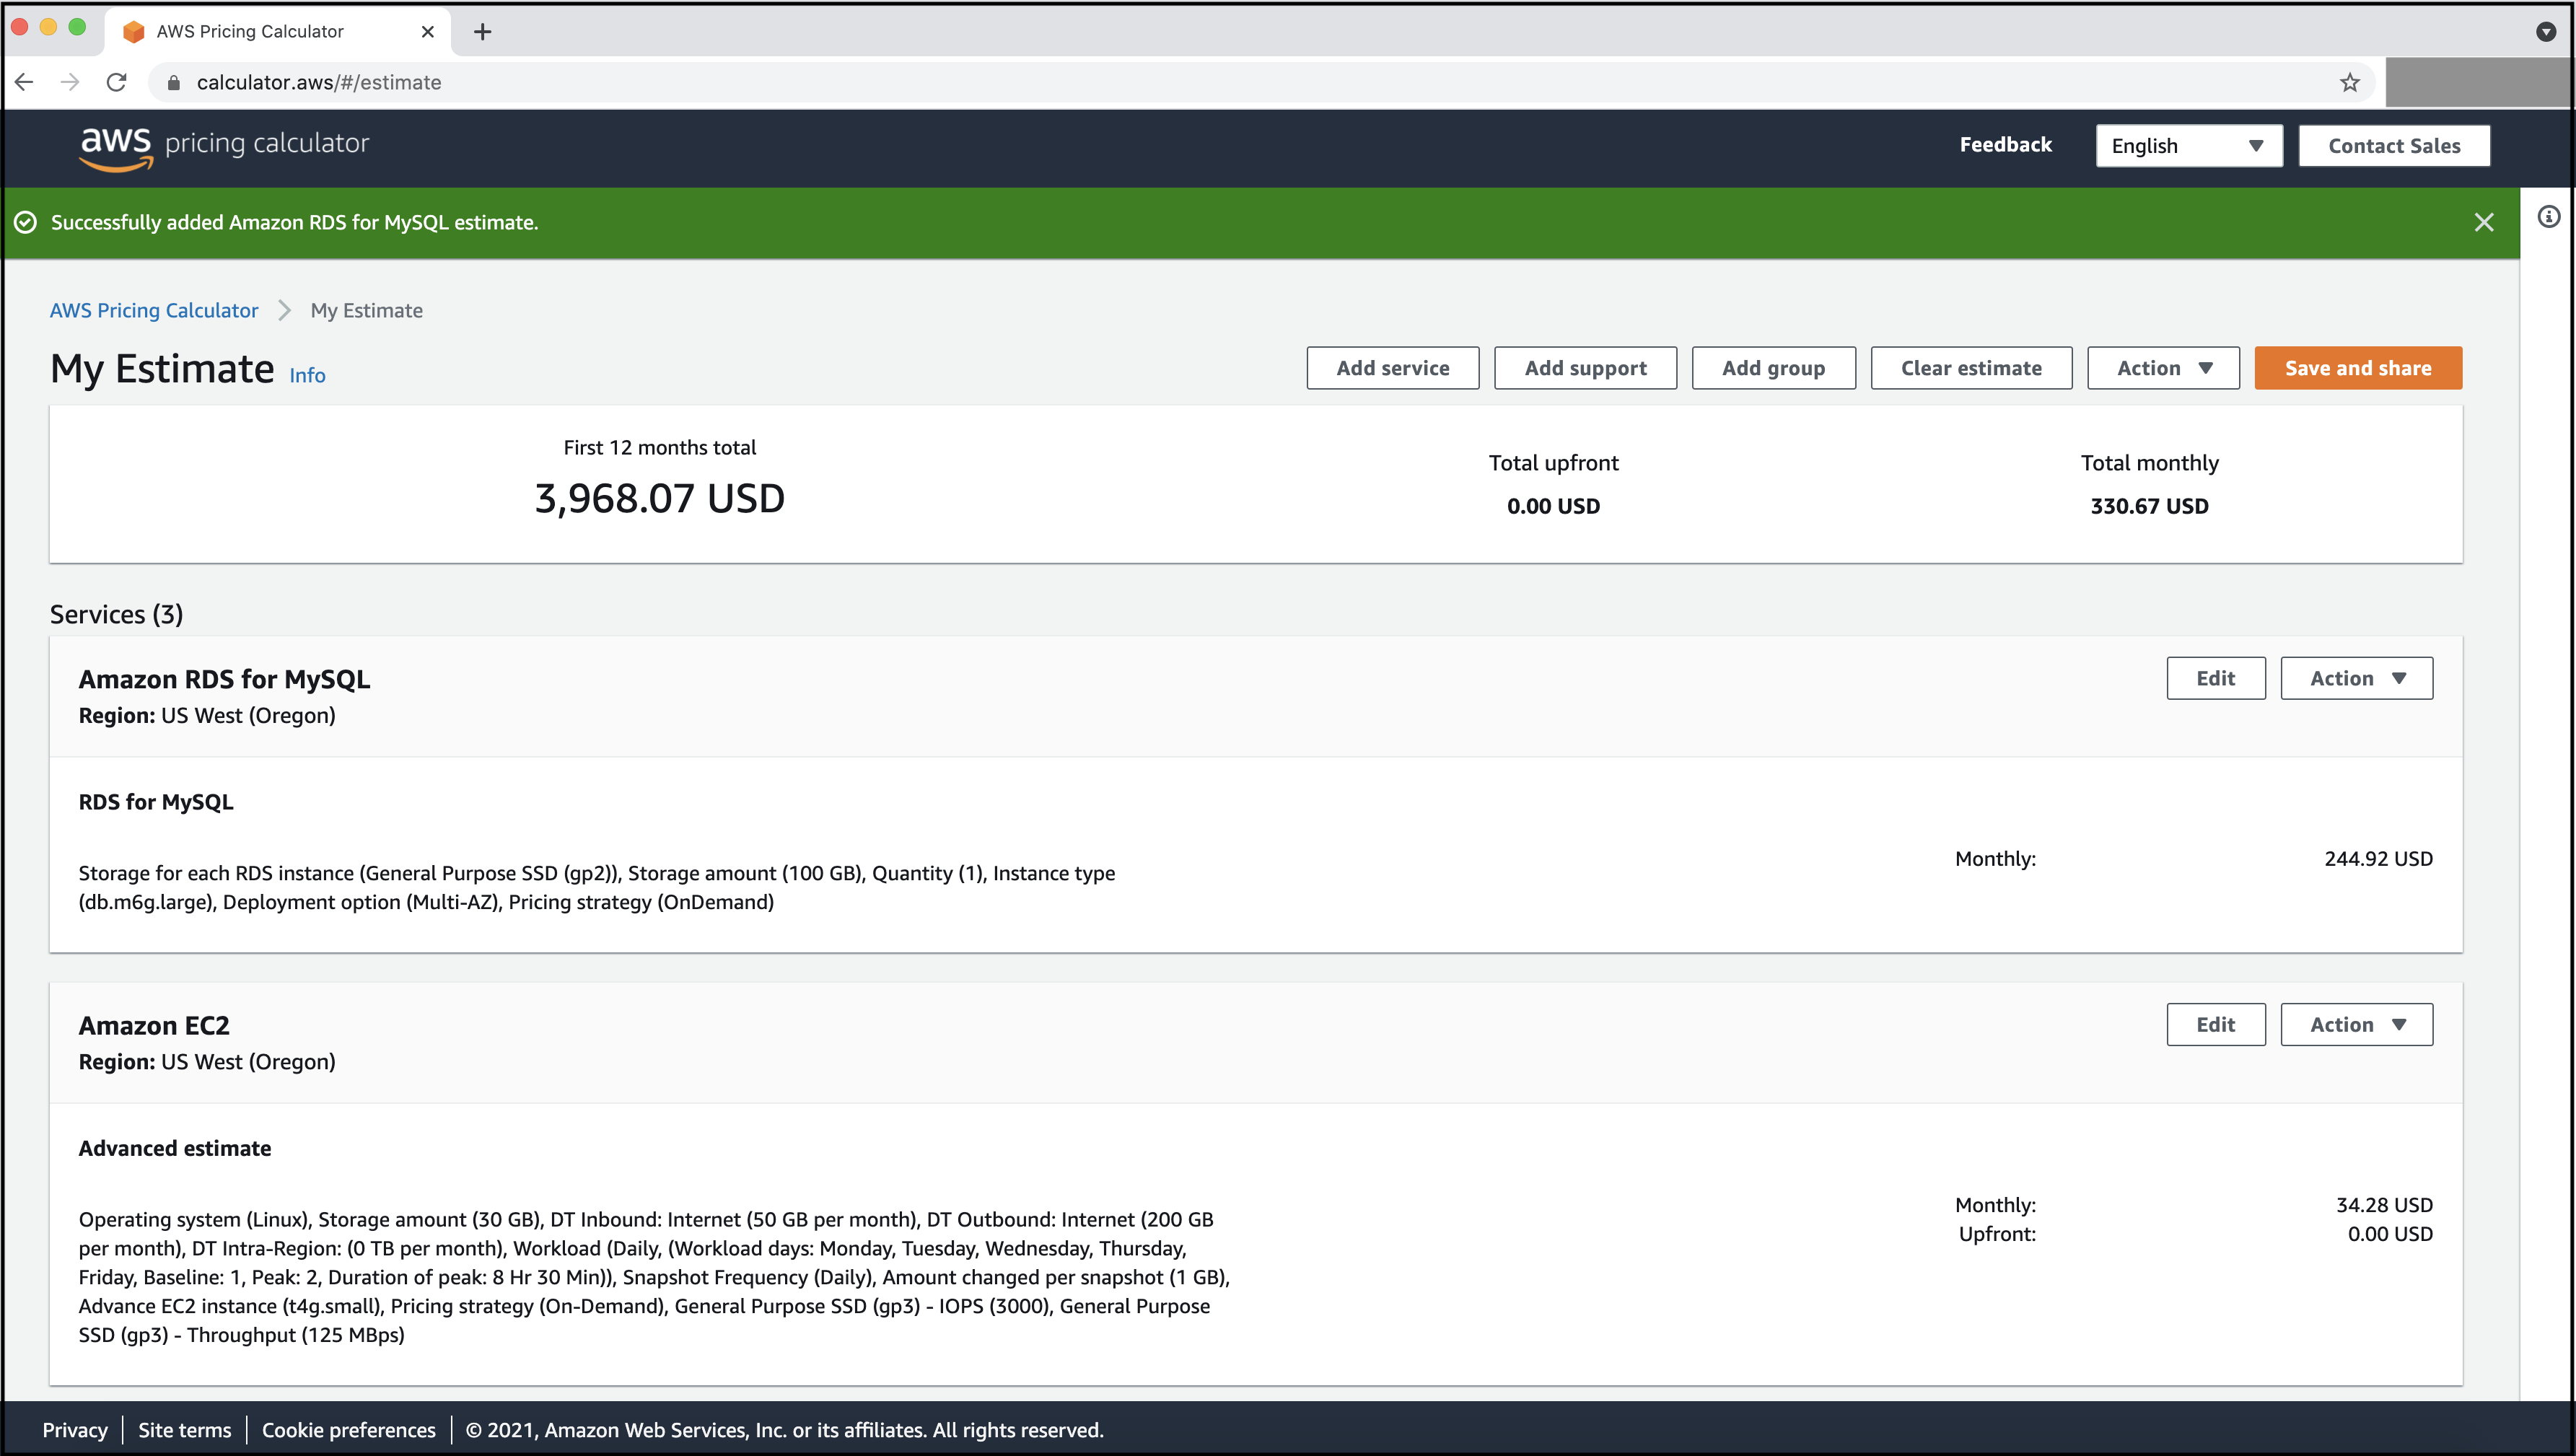 AWS Pricing Calculator
calculator.aws/#/estimate
aws pricing calculator
Feedback
English
Contact Sales
Successfully added Amazon RDS for MySQL estimate.
AWS Pricing Calculator
My Estimate
My Estimate
Info
Add service
Add support
Add group
Clear estimate
Action
Save and share
First 12 months total
3,968.07 USD
Total upfront
0.00 USD
Total monthly
330.67 USD
Services (3)
Amazon RDS for MySQL
Region: US West (Oregon)
Edit
Action
RDS for MySQL
Storage for each RDS instance (General Purpose SSD (gp2)), Storage amount (100 GB), Quantity (1), Instance type
(db.m6g.large), Deployment option (Multi-AZ), Pricing strategy (OnDemand)
Monthly:
244.92 USD
Amazon EC2
Region: US West (Oregon)
Edit
Action
Advanced estimate
Operating system (Linux), Storage amount (30 GB), DT Inbound: Internet (50 GB per month), DT Outbound: Internet (200 GB
per month), DT Intra-Region: (0 TB per month), Workload (Daily, (Workload days: Monday, Tuesday, Wednesday, Thursday,
Friday, Baseline: 1, Peak: 2, Duration of peak: 8 Hr 30 Min)), Snapshot Frequency (Daily), Amount changed per snapshot (1 GB),
Advance EC2 instance (t4g.small), Pricing strategy (On-Demand), General Purpose SSD (gp3) - IOPS (3000), General Purpose
SSD (gp3) - Throughput (125 MBps)
Monthly:
34.28 USD
Upfront:
0.00 USD
Privacy
Site terms
Cookie preferences
© 2021, Amazon Web Services, Inc. or its affiliates. All rights reserved.